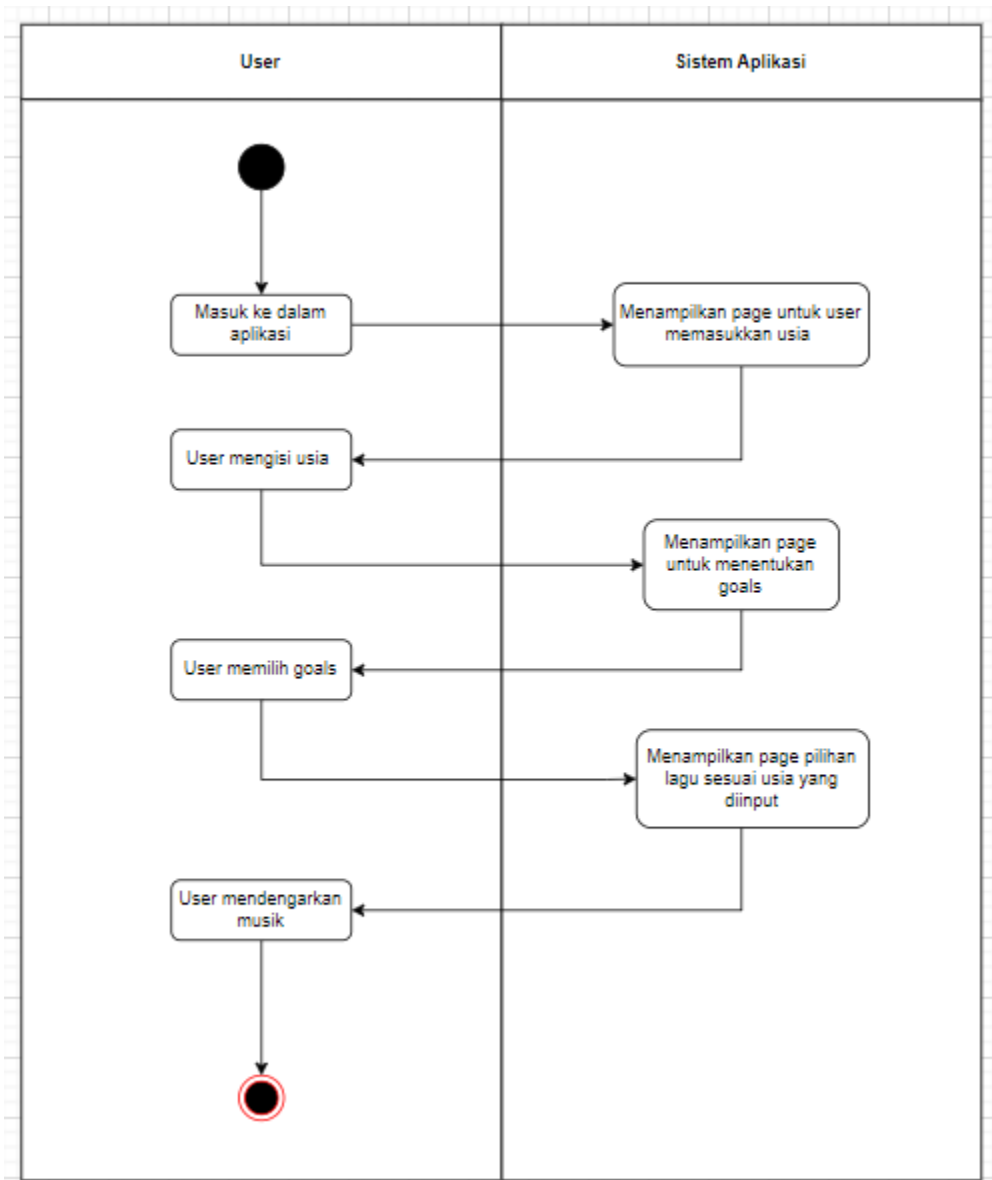 User
Sistem Aplikasi
Masuk ke dalam
aplikasi
Menampilkan page untuk user
memasukkan usia
User mengisi usia
Menampilkan page
untuk menentukan
goals
User memilih goals
Menampilkan page pilihan
lagu sesuai usia yang
diinput
User mendengarkan
musik